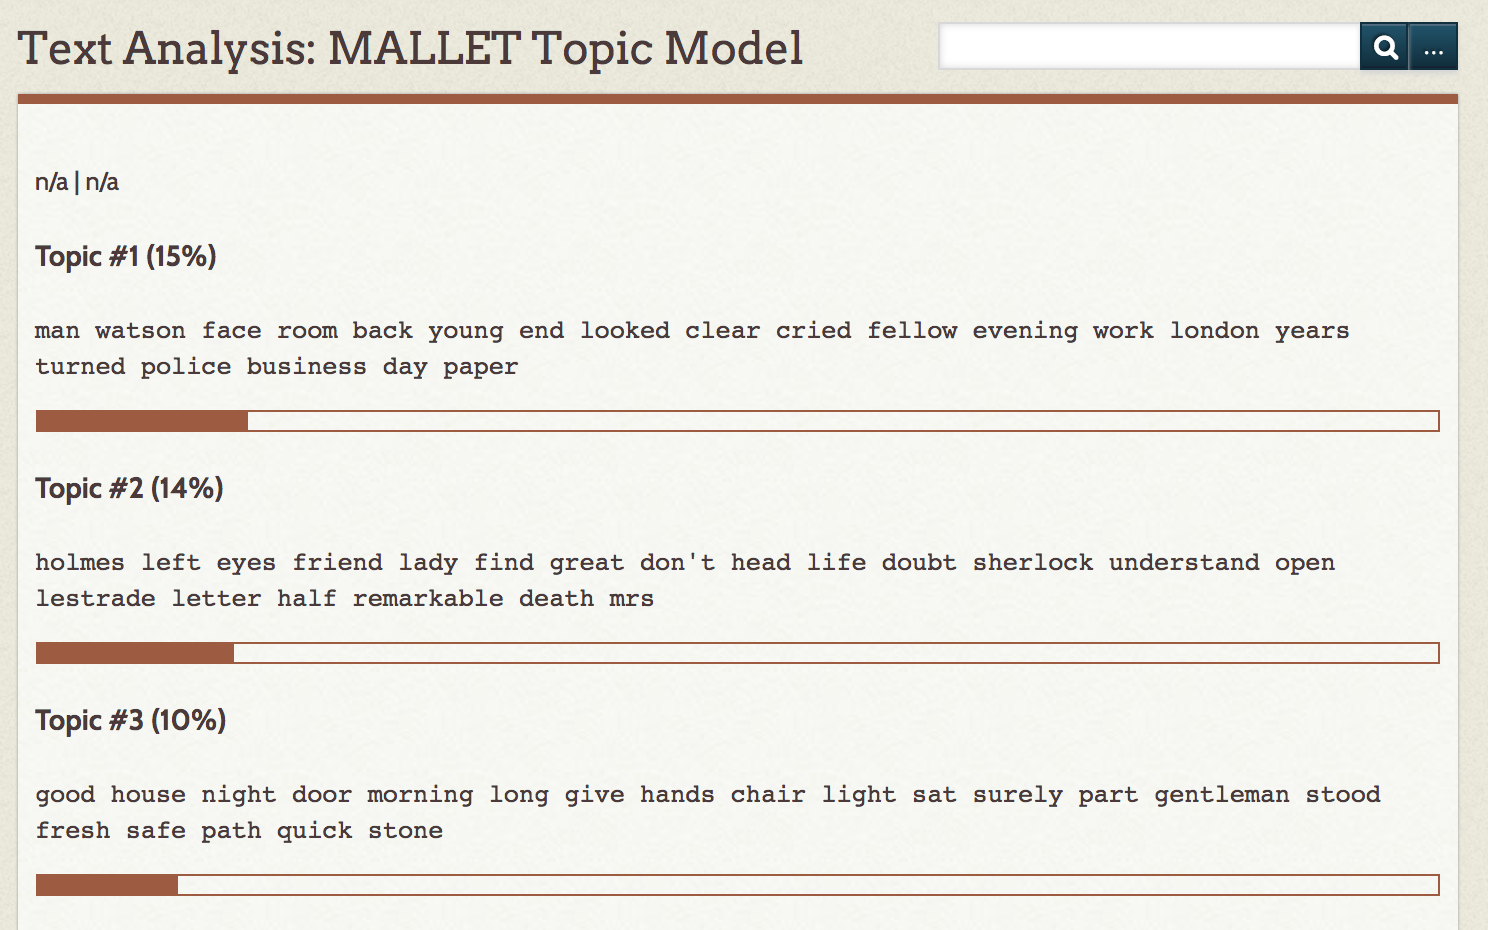 Text Analysis: MALLET Topic Model
...
n/a | n/a
Topic #1 (15%)
man watson face room back young end looked clear cried fellow evening work london years
turned police business day paper
Topic #2 (14%)
holmes left eyes friend lady find great don't head life doubt sherlock understand open
lestrade letter half remarkable death mrs
Topic #3 (10%)
good house night door morning long give hands chair light sat surely part gentleman stood
fresh safe path quick stone